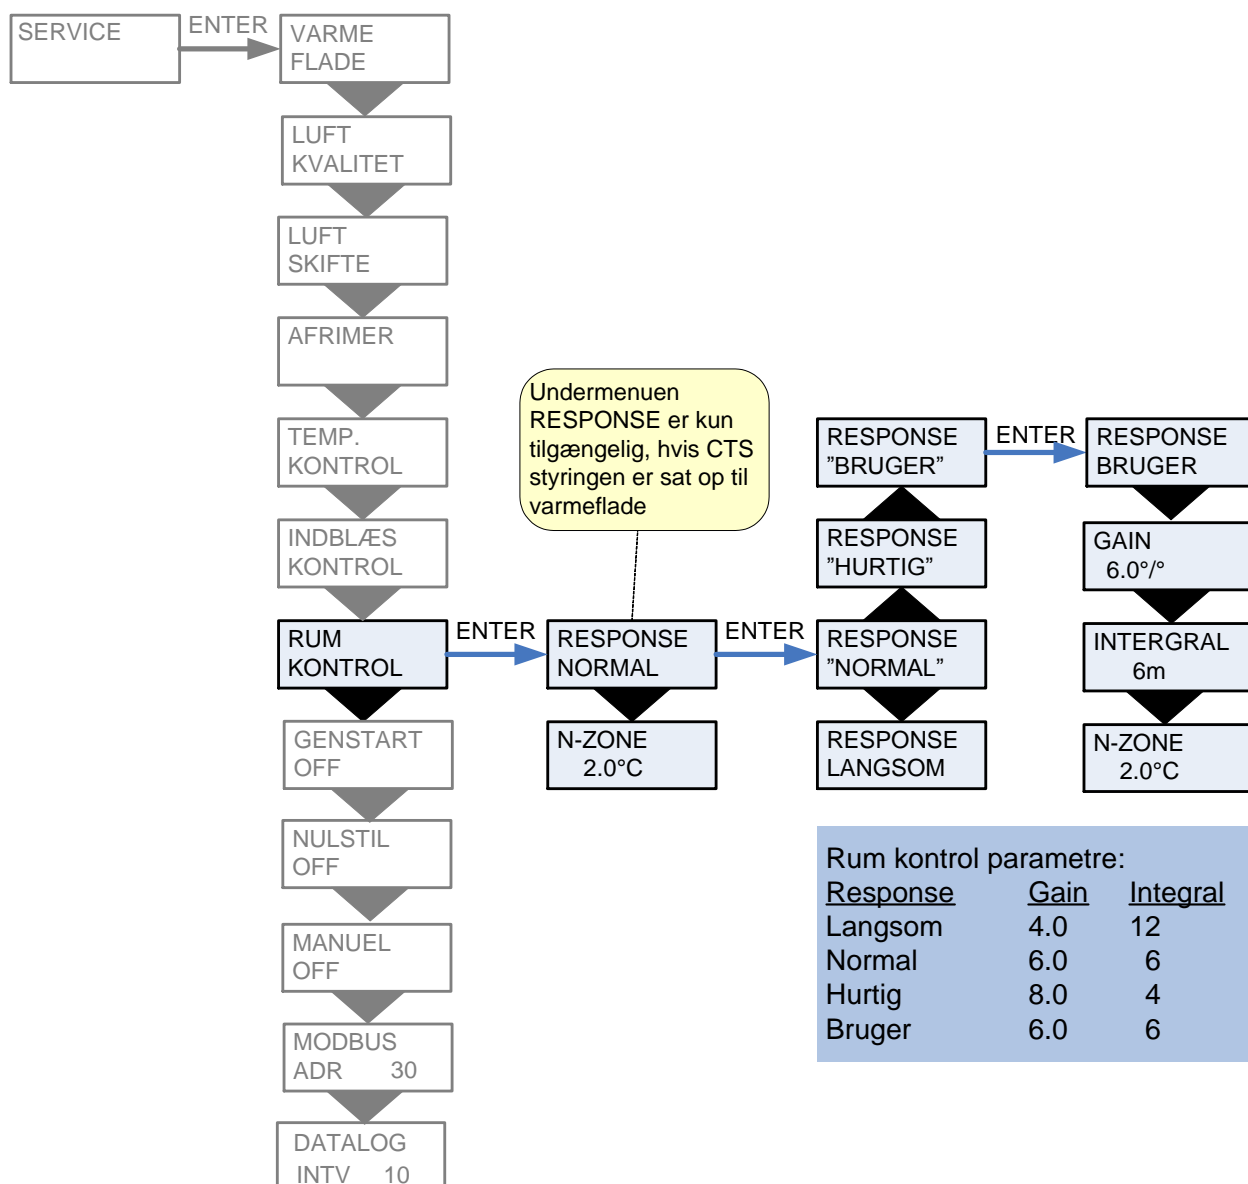 SERVICE
ENTER
VARME
FLADE
LUFT
KVALITET
LUFT
SKIFTE
AFRIMER
TEMP.
KONTROL
INDBLÆS
KONTROL
RUM
KONTROL
ENTER
RESPONSE
NORMAL
ENTER
RESPONSE
"NORMAL"
Undermenuen
RESPONSE er kun
tilgængelig, hvis CTS
styringen er sat op til
varmeflade
N-ZONE
2.0°C
RESPONSE
”BRUGER”
ENTER
RESPONSE
BRUGER
RESPONSE
”HURTIG”
RESPONSE
LANGSOM
GAIN
6.0°/°
INTERGRAL
6m
N-ZONE
2.0°C
GENSTART
OFF
NULSTIL
OFF
MANUEL
OFF
MODBUS
ADR 30
DATALOG
INTV 10
Rum kontrol parametre:
Response Gain Integral
Langsom 4.0 12
Normal 6.0 6
Hurtig 8.0 4
Bruger 6.0 6